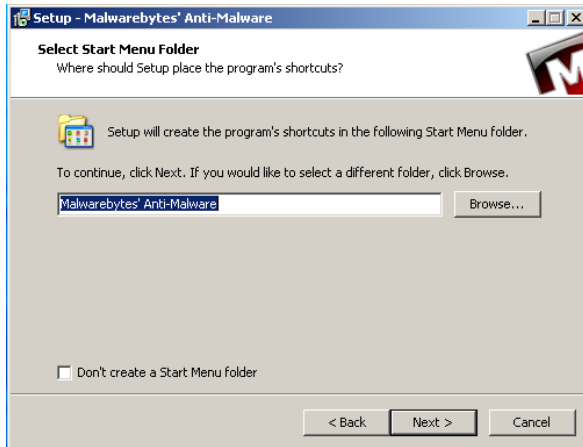 Setup - Malwarebytes' Anti-Malware
Select Start Menu Folder
Where should Setup place the program's shortcuts?
Setup will create the program's shortcuts in the following Start Menu folder.
To continue, click Next. If you would like to select a different folder, click Browse.
Malwarebytes' Anti-Malware
Browse...
Don't create a Start Menu folder
< Back
Next >
Cancel